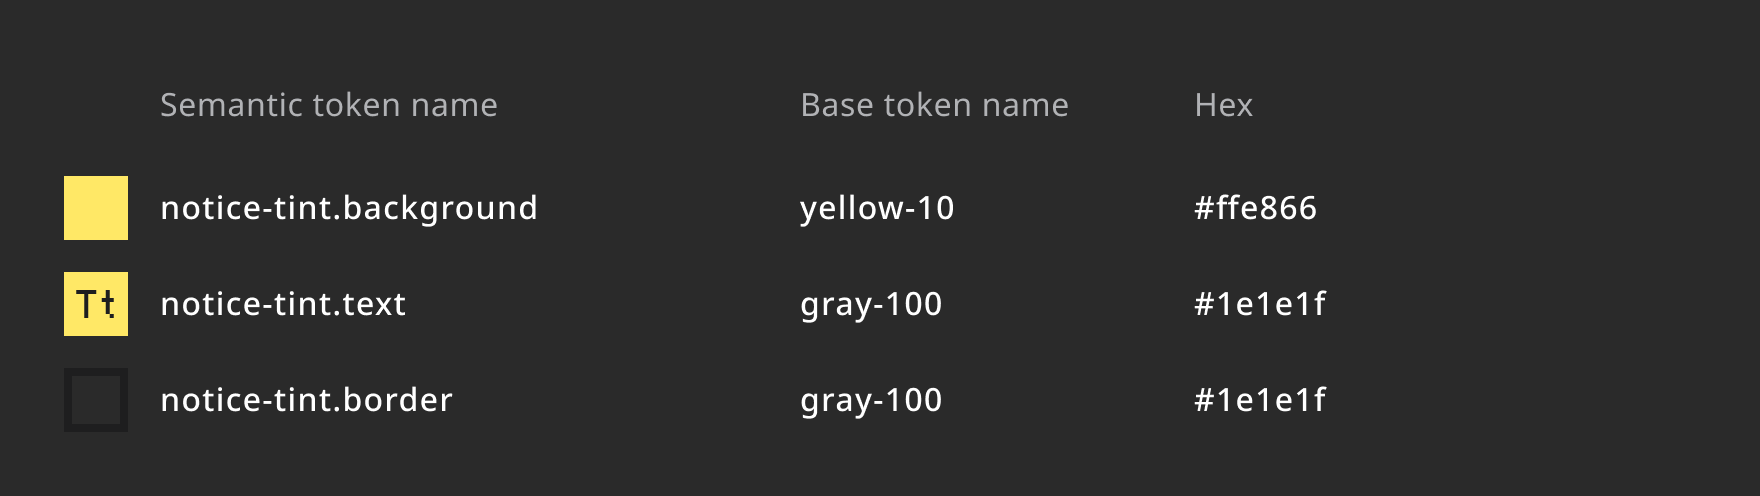 Semantic token name Base token name Hex
notice-tint.background yellow-10 #ffe866
Tt notice-tint.text gray-100 #1e1e1f
notice-tint.border gray-100 #1e1e1f